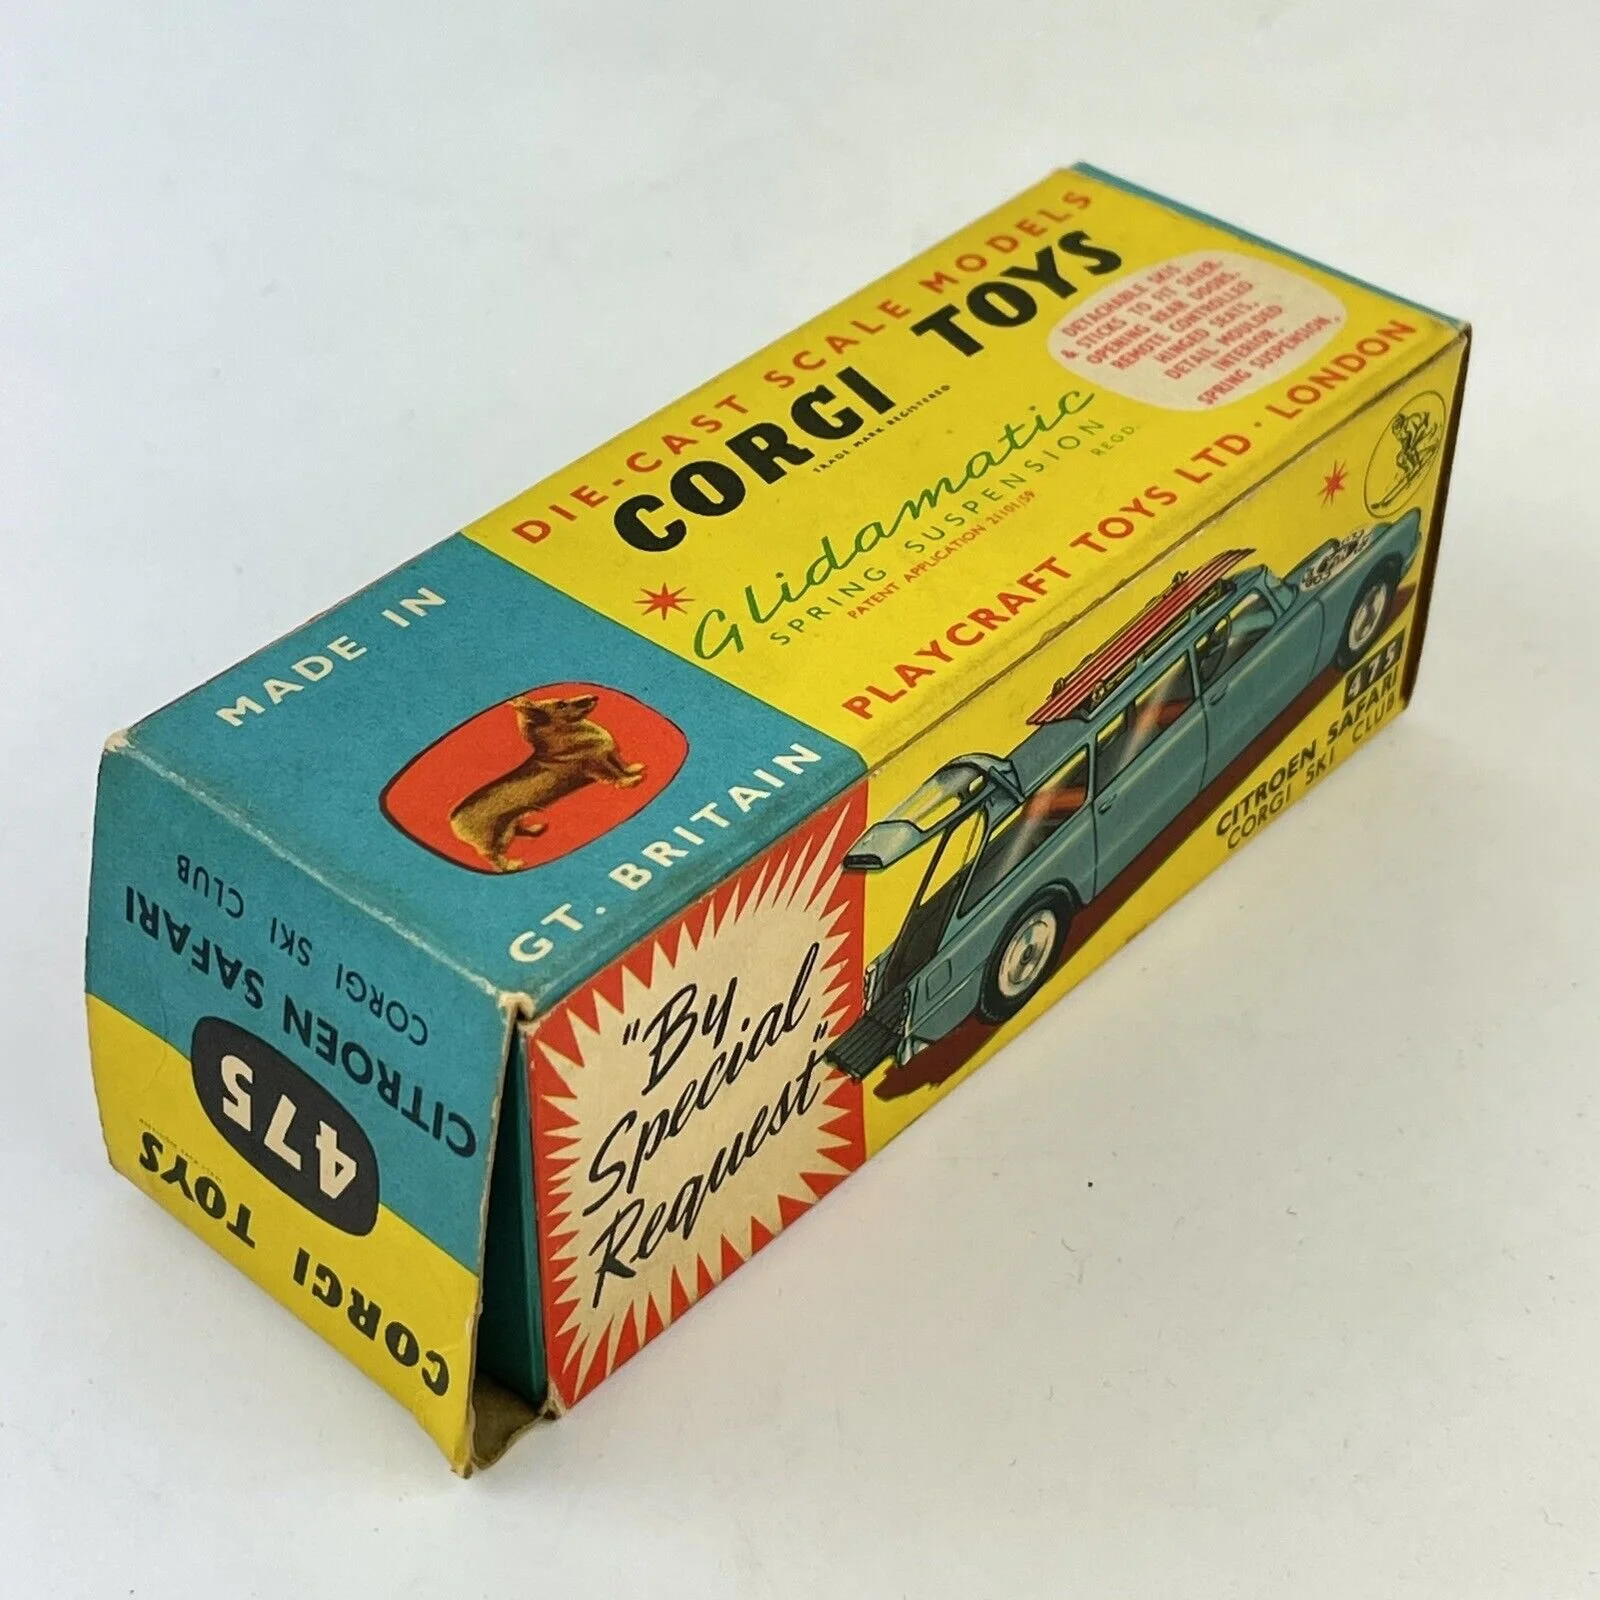 DIE-CAST SCALE MODELS
CORGI TOYS
TRADE MARK REGISTERED
Glidamatic
SPRING SUSPENSION REGD.
PATENT APPLICATION 21101/59
PLAYCRAFT TOYS LTD · LONDON
DETACHABLE SKIS
& STICKS TO FIT SKIER.
OPENING REAR DOORS.
REMOTE CONTROLLED
HINGED SEATS.
DETAIL MOULDED
INTERIOR.
SPRING SUSPENSION.
MADE IN
GT. BRITAIN
"By
Special
Request"
475
CITROEN SAFARI
CORGI SKI CLUB
CORGI SKI CLUB
CITROEN SAFARI
475
CORGI TOYS